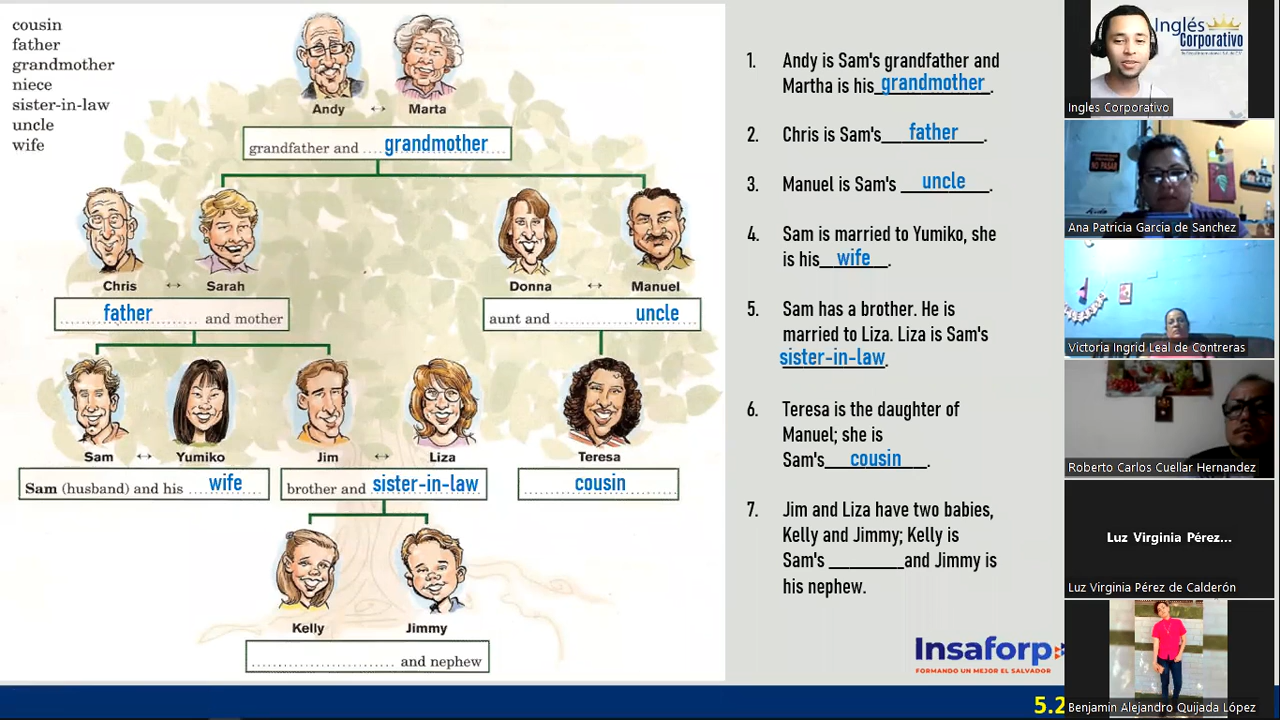 cousin
father
grandmother
niece
sister-in-law
uncle
wife
Andy ↔ Marta
grandfather and grandmother
Chris ↔ Sarah
Donna ↔ Manuel
father and mother
aunt and uncle
Sam ↔ Yumiko
Jim ↔ Liza
Teresa
Sam (husband) and his wife
brother and sister-in-law
cousin
Kelly
Jimmy
.................................. and nephew
1. Andy is Sam's grandfather and
Martha is his grandmother.
2. Chris is Sam's father.
3. Manuel is Sam's uncle.
4. Sam is married to Yumiko, she
is his wife.
5. Sam has a brother. He is
married to Liza. Liza is Sam's
sister-in-law.
6. Teresa is the daughter of
Manuel; she is
Sam's cousin.
7. Jim and Liza have two babies,
Kelly and Jimmy; Kelly is
Sam's ________and Jimmy is
his nephew.
Insaforp
FORMANDO UN MEJOR EL SALVADOR
5.2
Inglés
Corporativo
Ingles Corporativo
NO PASAR
Ana Patricia Garcia de Sanchez
Victoria Ingrid Leal de Contreras
Roberto Carlos Cuellar Hernandez
Luz Virginia Pérez...
Luz Virginia Pérez de Calderón
Benjamin Alejandro Quijada López